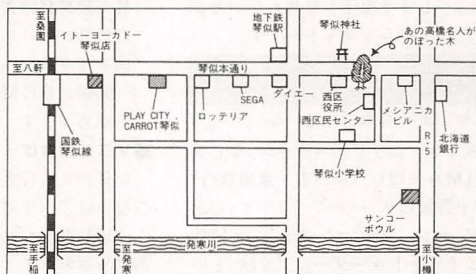 至桑園
イトーヨーカドー
琴似店
地下鉄
琴似駅
琴似神社
あの高橋名人が
のぼった木
至八軒
琴似本通り
国鉄
琴似線
PLAY CITY
CARROT琴似
ロッテリア
SEGA
ダイエー
西区
役所
西区民センター
メシアニカ
ビル
R・5
北海道
銀行
琴似小学校
サンコー
ボウル
発寒川
至手稲
至発寒
至小樽